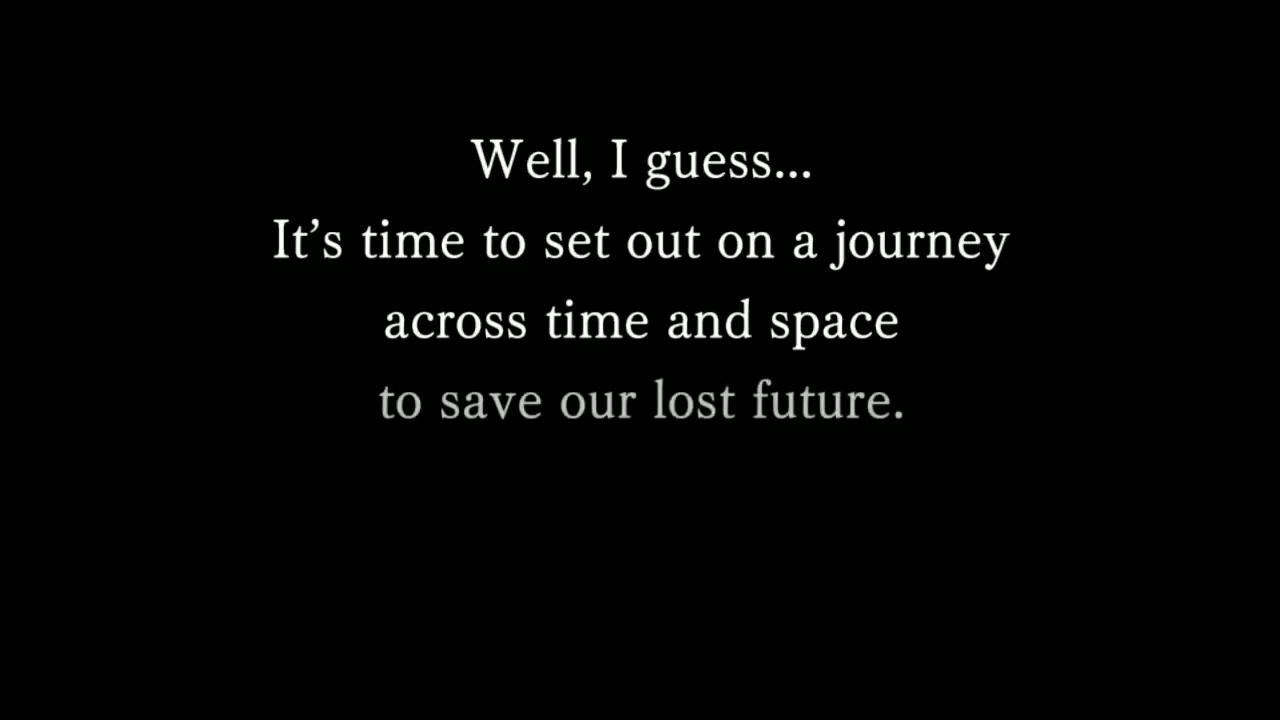 Well, I guess...
It’s time to set out on a journey
across time and space
to save our lost future.